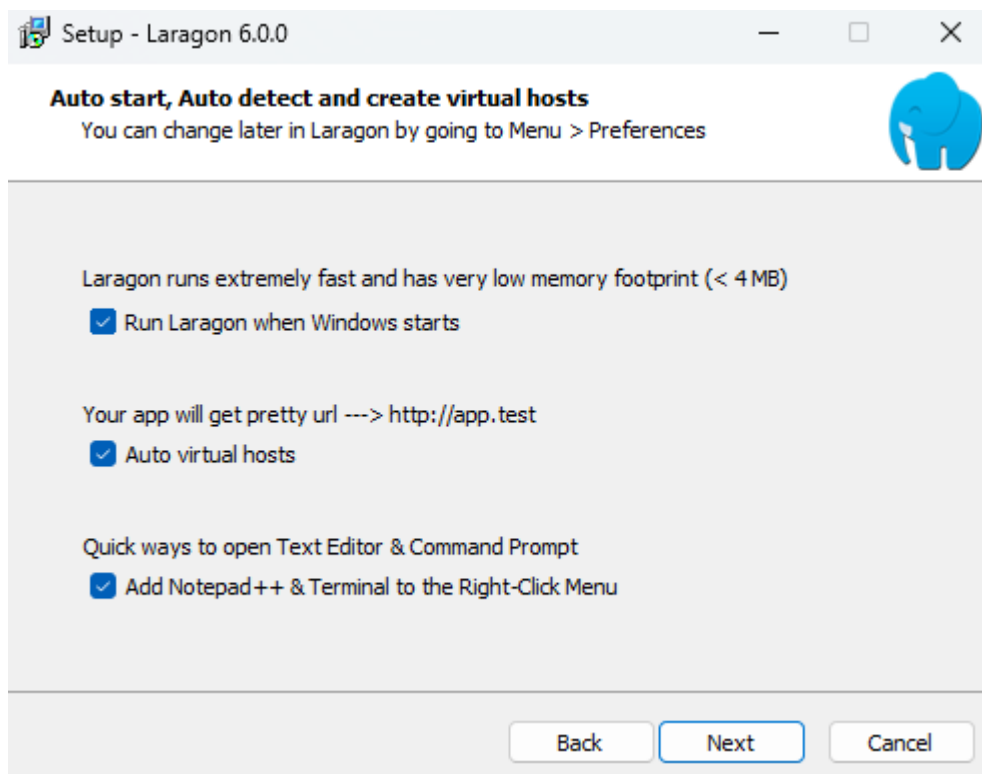 Setup - Laragon 6.0.0
Auto start, Auto detect and create virtual hosts
You can change later in Laragon by going to Menu > Preferences
Laragon runs extremely fast and has very low memory footprint (< 4 MB)
Run Laragon when Windows starts
Your app will get pretty url ---> http://app.test
Auto virtual hosts
Quick ways to open Text Editor & Command Prompt
Add Notepad++ & Terminal to the Right-Click Menu
Back Next Cancel